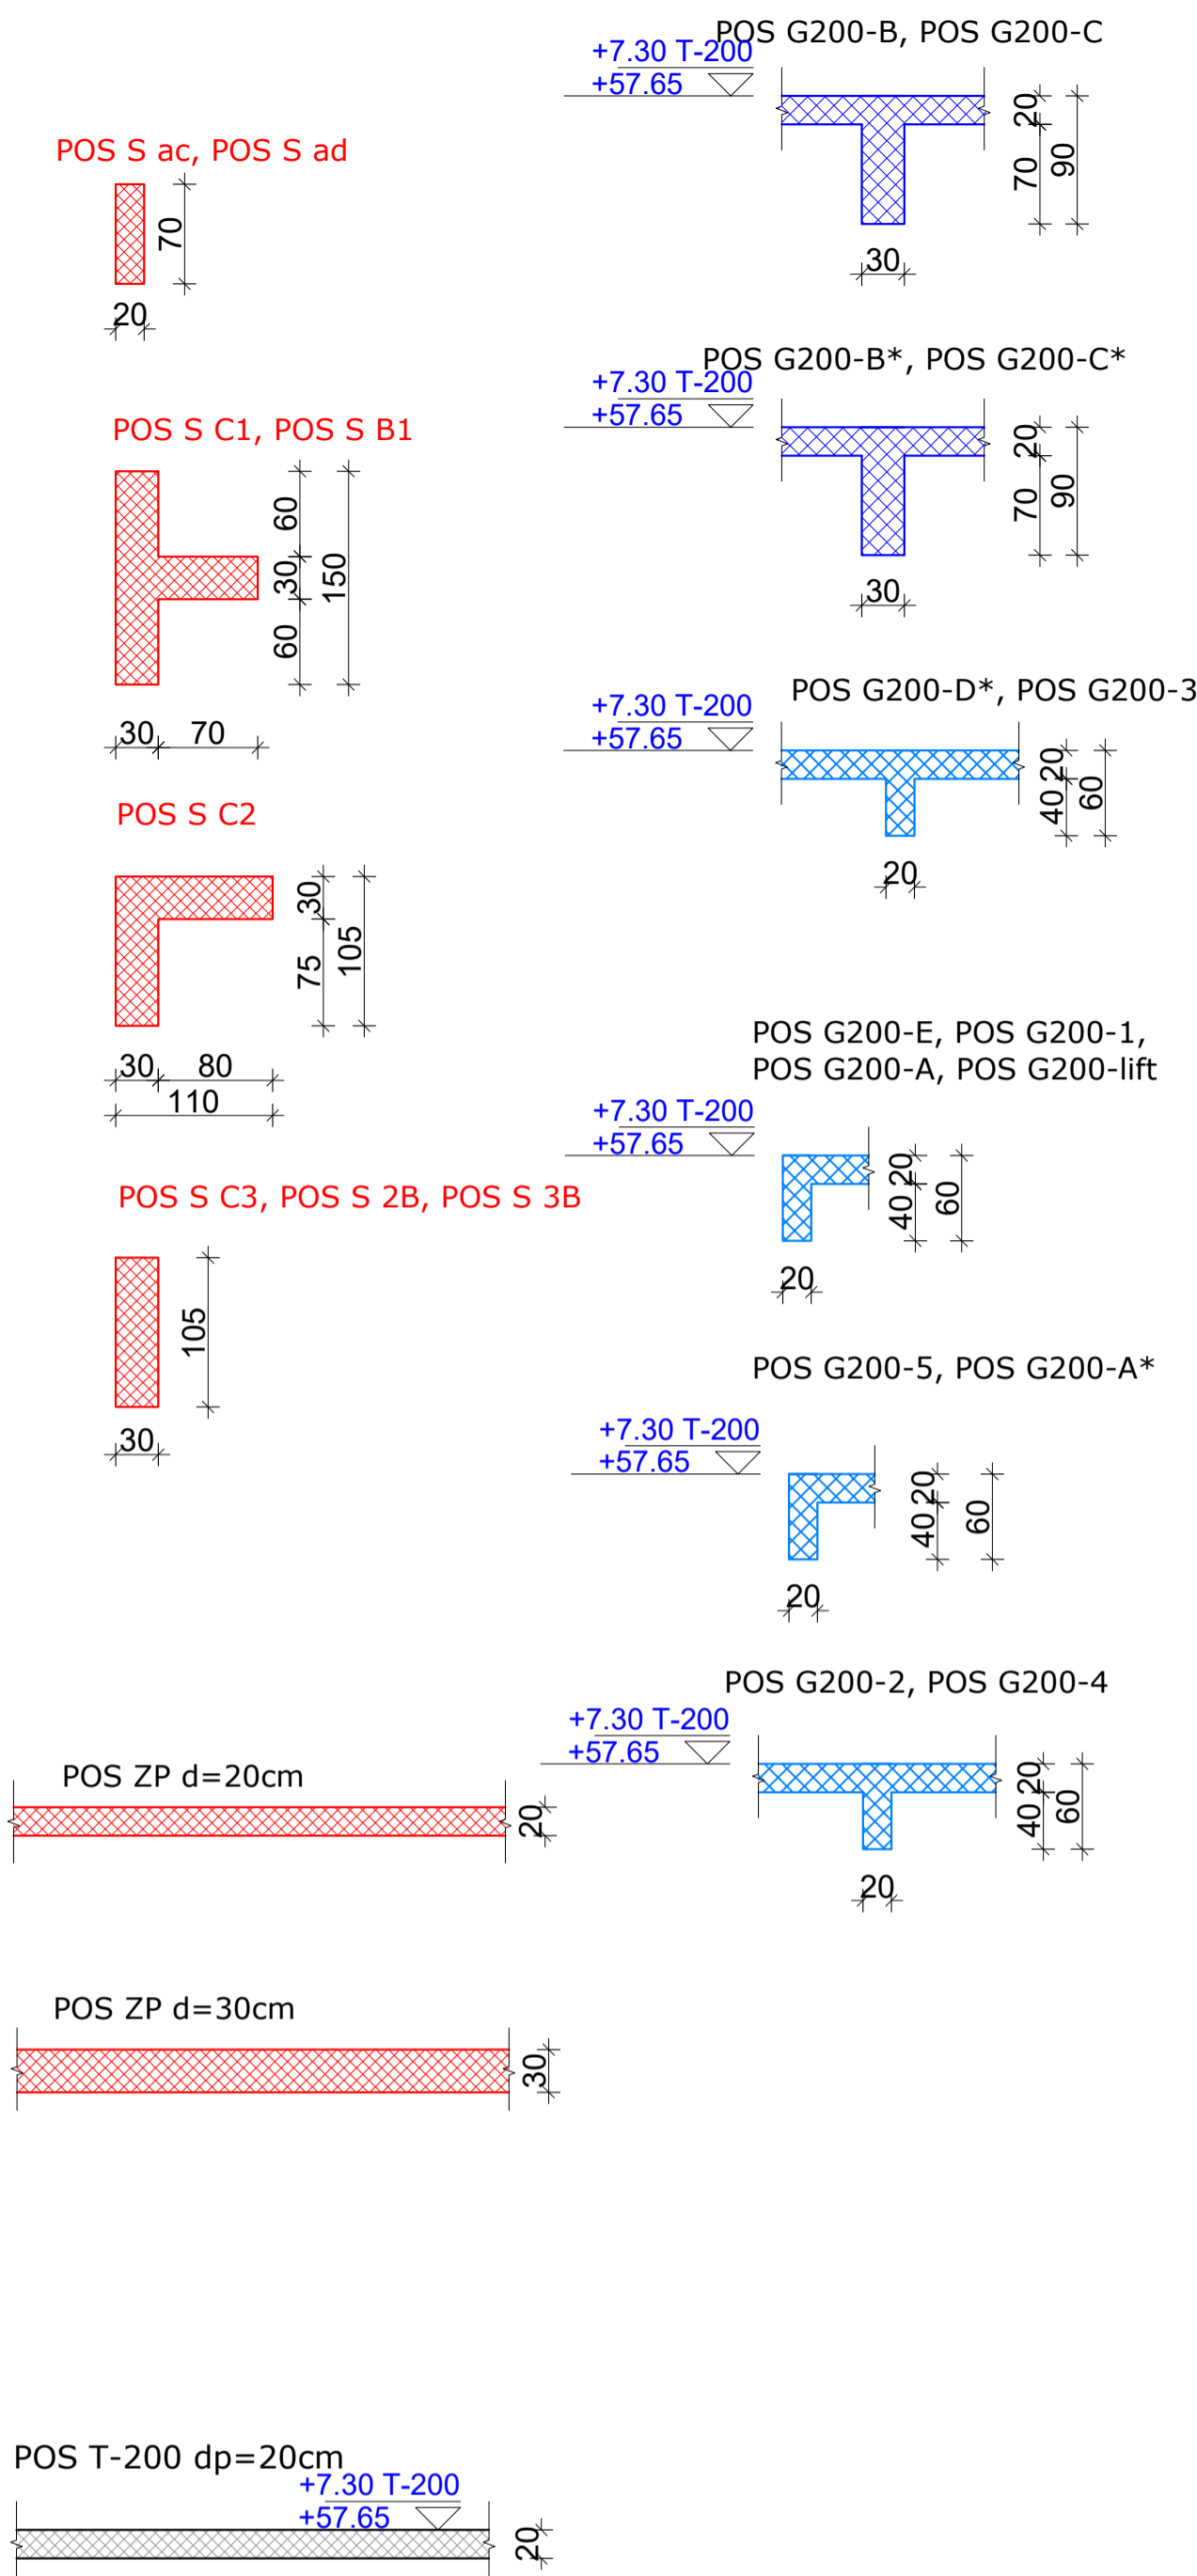 POS S ac, POS S ad
70
20
POS S C1, POS S B1
60
30
60
150
30
70
POS S C2
30
75
105
30
80
110
POS S C3, POS S 2B, POS S 3B
105
30
POS ZP d=20cm
20
POS ZP d=30cm
30
POS T-200 dp=20cm
+7.30 T-200
+57.65
20
POS G200-B, POS G200-C
+7.30 T-200
+57.65
20
70
90
30
POS G200-B*, POS G200-C*
+7.30 T-200
+57.65
20
70
90
30
POS G200-D*, POS G200-3
+7.30 T-200
+57.65
20
40
60
20
POS G200-E, POS G200-1,
POS G200-A, POS G200-lift
+7.30 T-200
+57.65
20
40
60
20
POS G200-5, POS G200-A*
+7.30 T-200
+57.65
20
40
60
20
POS G200-2, POS G200-4
+7.30 T-200
+57.65
20
40
60
20